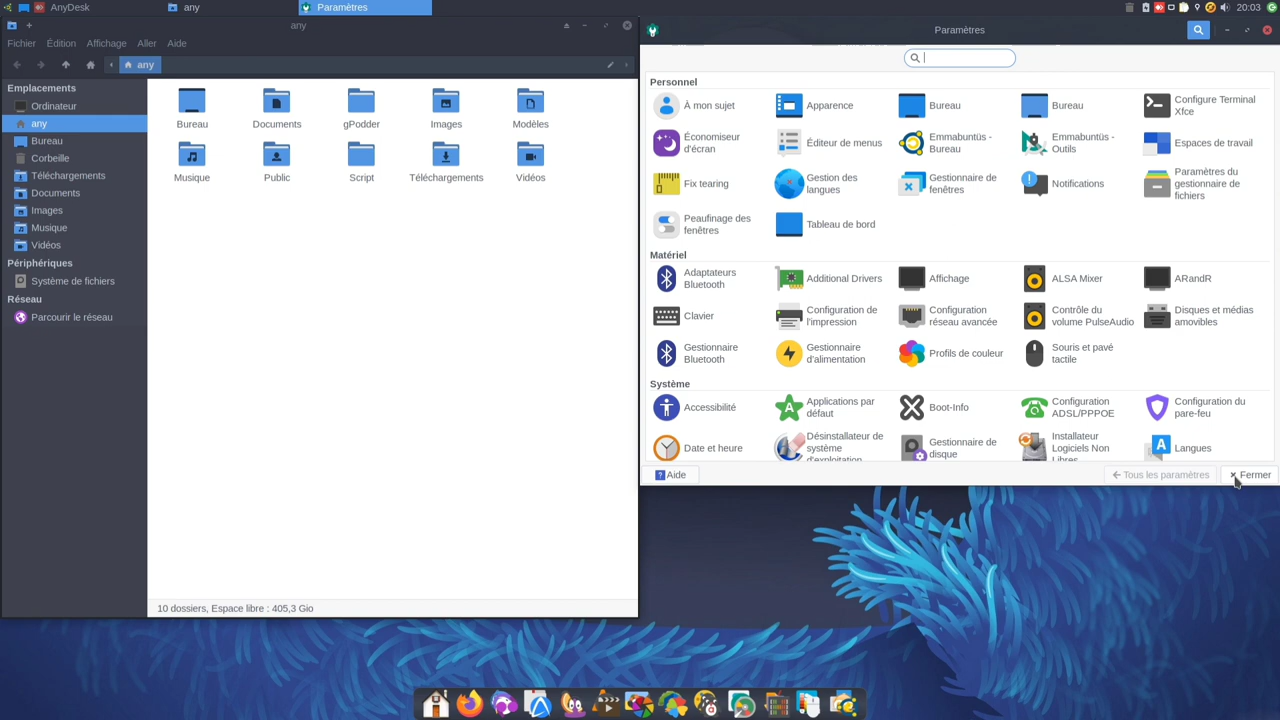 AnyDesk
any
Paramètres
20:03
any
Fichier
Édition
Affichage
Aller
Aide
any
Emplacements
Ordinateur
any
Bureau
Corbeille
Téléchargements
Documents
Images
Musique
Vidéos
Périphériques
Système de fichiers
Réseau
Parcourir le réseau
Bureau
Documents
gPodder
Images
Modèles
Musique
Public
Script
Téléchargements
Vidéos
10 dossiers, Espace libre : 405,3 Gio
Paramètres
Personnel
À mon sujet
Apparence
Bureau
Bureau
Configure Terminal
Xfce
Économiseur
d'écran
Éditeur de menus
Emmabuntüs -
Bureau
Emmabuntüs -
Outils
Espaces de travail
Fix tearing
Gestion des
langues
Gestionnaire de
fenêtres
Notifications
Paramètres du
gestionnaire de
fichiers
Peaufinage des
fenêtres
Tableau de bord
Matériel
Adaptateurs
Bluetooth
Additional Drivers
Affichage
ALSA Mixer
ARandR
Clavier
Configuration de
l'impression
Configuration
réseau avancée
Contrôle du
volume PulseAudio
Disques et médias
amovibles
Gestionnaire
Bluetooth
Gestionnaire
d'alimentation
Profils de couleur
Souris et pavé
tactile
Système
Accessibilité
Applications par
défaut
Boot-Info
Configuration
ADSL/PPPOE
Configuration du
pare-feu
Date et heure
Désinstallateur de
système
d'exploitation
Gestionnaire de
disque
Installateur
Logiciels Non
Libres
Langues
Aide
Tous les paramètres
Fermer